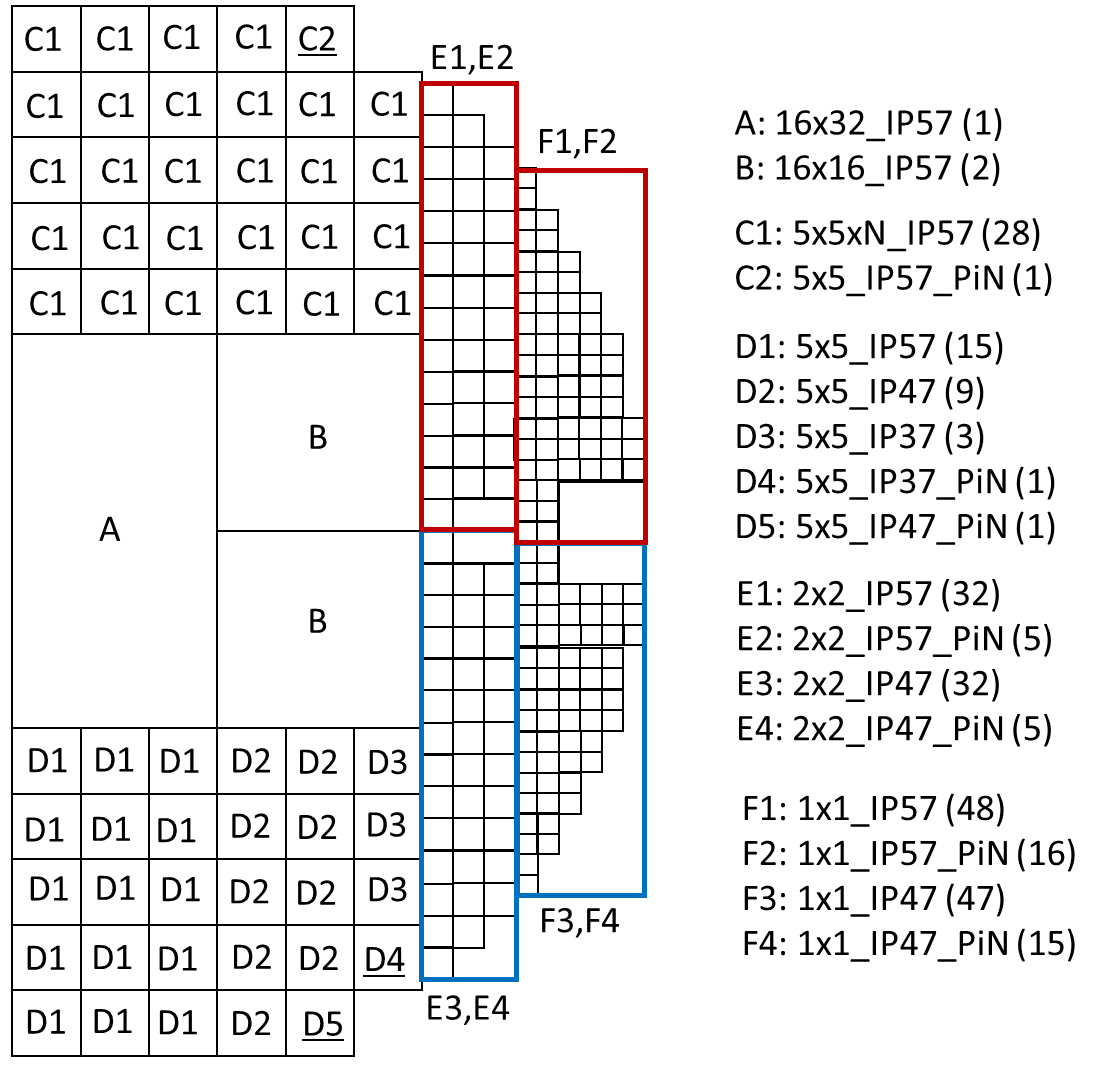 C1 C1 C1 C1 C2
C1 C1 C1 C1 C1 C1
C1 C1 C1 C1 C1 C1
C1 C1 C1 C1 C1 C1
C1 C1 C1 C1 C1 C1
A
B
B
D1 D1 D1 D2 D2 D3
D1 D1 D1 D2 D2 D3
D1 D1 D1 D2 D2 D3
D1 D1 D1 D2 D2 D4
D1 D1 D1 D2 D5
E1,E2
F1,F2
F3,F4
E3,E4
A: 16x32_IP57 (1)
B: 16x16_IP57 (2)
C1: 5x5xN_IP57 (28)
C2: 5x5_IP57_PiN (1)
D1: 5x5_IP57 (15)
D2: 5x5_IP47 (9)
D3: 5x5_IP37 (3)
D4: 5x5_IP37_PiN (1)
D5: 5x5_IP47_PiN (1)
E1: 2x2_IP57 (32)
E2: 2x2_IP57_PiN (5)
E3: 2x2_IP47 (32)
E4: 2x2_IP47_PiN (5)
F1: 1x1_IP57 (48)
F2: 1x1_IP57_PiN (16)
F3: 1x1_IP47 (47)
F4: 1x1_IP47_PiN (15)